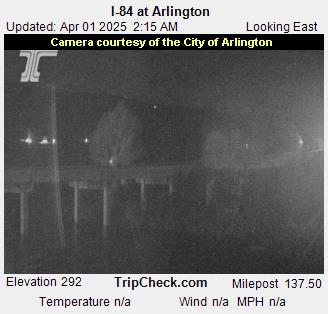 I-84 at Arlington
Updated: Apr 01 2025 2:15 AM Looking East
Camera courtesy of the City of Arlington
Elevation 292 TripCheck.com Milepost 137.50
Temperature n/a Wind n/a MPH n/a